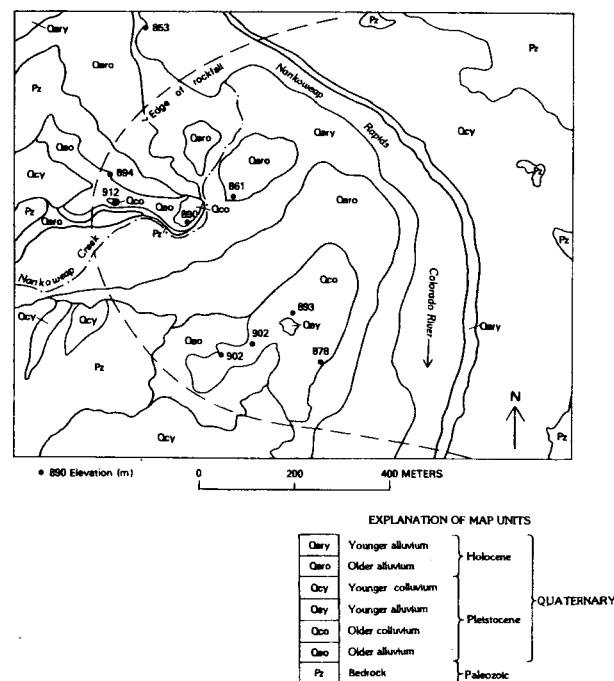 Qary
853
Pz
Qcy
Qaro
Edge of rockfall
Nankoweap
Rapids
Pz
Qary
Qcy
Qaro
Qao
Qaro
Pz
Qcy
894
912
Qco
Qao
861
890
Qco
Qaro
Pz
Qaro
Pz
Pz
Nankoweap Creek
Qco
Colorado River
893
Qay
Qcy
Qcy
Qao
902
902
878
Qary
Pz
Qcy
N
Pz
• 890 Elevation (m)
0 200 400 METERS
EXPLANATION OF MAP UNITS
Qary Younger alluvium
Qaro Older alluvium
Holocene
Qcy Younger colluvium
Qay Younger alluvium
Qco Older colluvium
Qao Older alluvium
Pleistocene
QUATERNARY
Pz Bedrock
Paleozoic